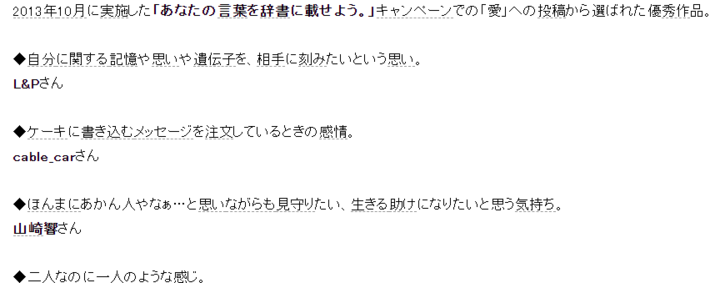 2013年10月に実施した「あなたの言葉を辞書に載せよう。」キャンペーンでの「愛」への投稿から選ばれた優秀作品。
◆自分に関する記憶や思いや遺伝子を、相手に刻みたいという思い。
L&Pさん
◆ケーキに書き込むメッセージを注文しているときの感情。
cable_carさん
◆ほんまにあかん人やなぁ…と思いながらも見守りたい、生きる助けになりたいと思う気持ち。
山崎響さん
◆二人なのに一人のような感じ。